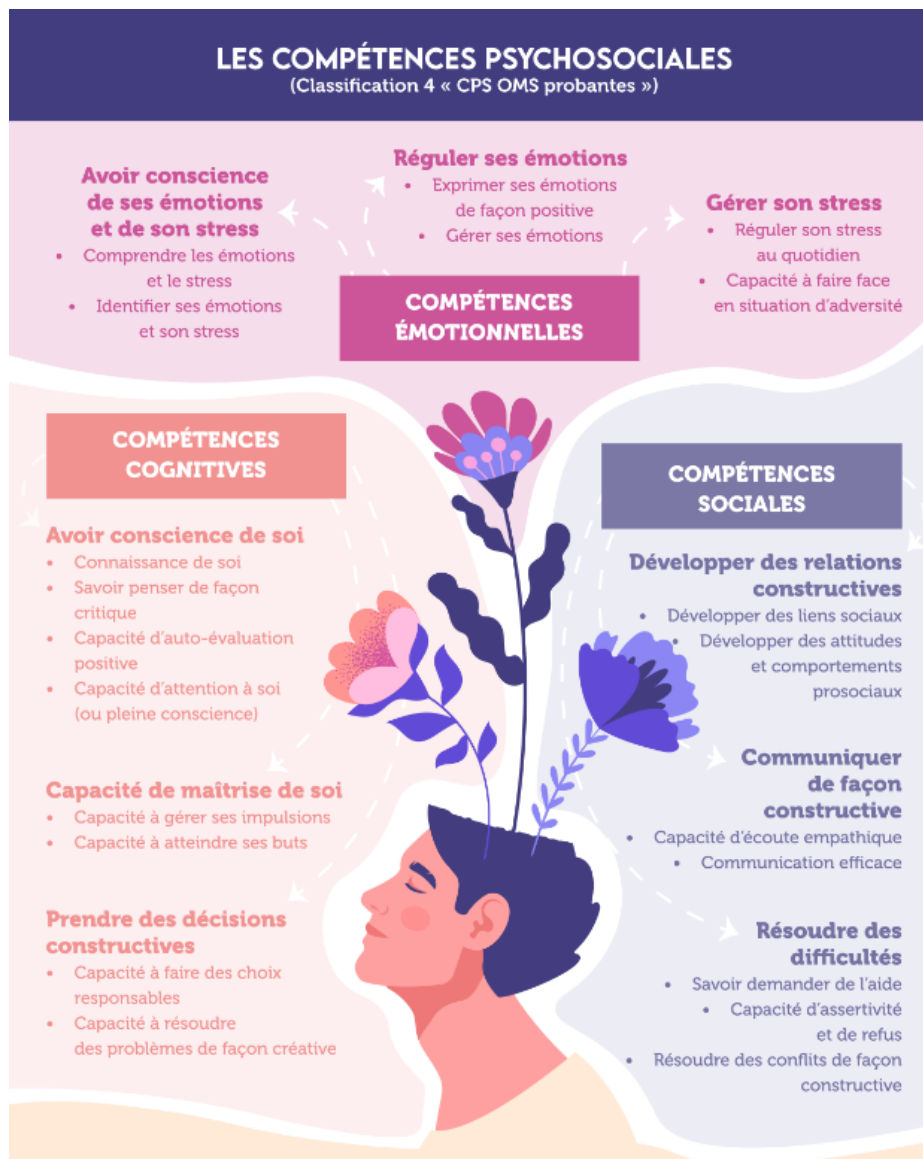 LES COMPÉTENCES PSYCHOSOCIALES
(Classification 4 « CPS OMS probantes »)
Avoir conscience
de ses émotions
et de son stress
• Comprendre les émotions
et le stress
• Identifier ses émotions
et son stress
Réguler ses émotions
• Exprimer ses émotions
de façon positive
• Gérer ses émotions
Gérer son stress
• Réguler son stress
au quotidien
• Capacité à faire face
en situation d'adversité
COMPÉTENCES
ÉMOTIONNELLES
COMPÉTENCES
COGNITIVES
Avoir conscience de soi
• Connaissance de soi
• Savoir penser de façon
critique
• Capacité d'auto-évaluation
positive
• Capacité d'attention à soi
(ou pleine conscience)
Capacité de maîtrise de soi
• Capacité à gérer ses impulsions
• Capacité à atteindre ses buts
Prendre des décisions
constructives
• Capacité à faire des choix
responsables
• Capacité à résoudre
des problèmes de façon créative
COMPÉTENCES
SOCIALES
Développer des relations
constructives
• Développer des liens sociaux
• Développer des attitudes
et comportements
prosociaux
Communiquer
de façon
constructive
• Capacité d'écoute empathique
• Communication efficace
Résoudre des
difficultés
• Savoir demander de l'aide
• Capacité d'assertivité
et de refus
• Résoudre des conflits de façon
constructive